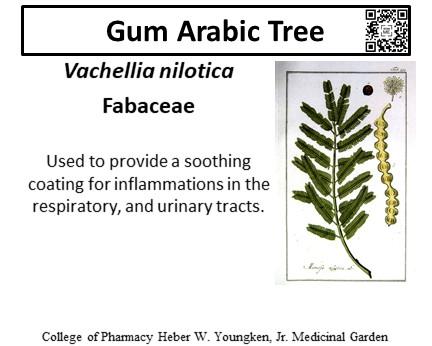 Gum Arabic Tree
Vachellia nilotica
Fabaceae
Used to provide a soothing
coating for inflammations in the
respiratory, and urinary tracts.
College of Pharmacy Heber W. Youngken, Jr. Medicinal Garden